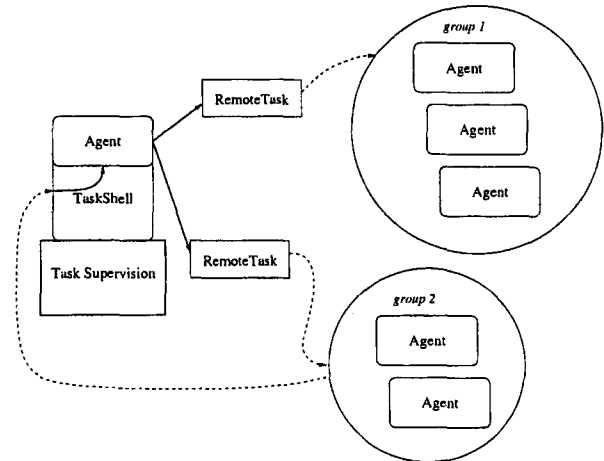 group 1
Agent
RemoteTask
Agent
Agent
Agent
TaskShell
RemoteTask
Task Supervision
group 2
Agent
Agent